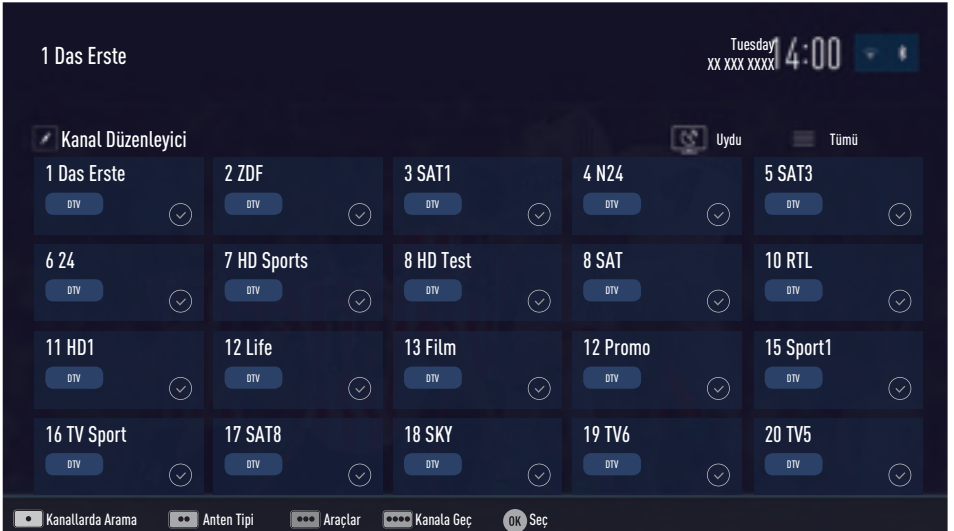 1 Das Erste
Tuesday
XX XXX XXXX
14:00
Kanal Düzenleyici
Uydu
Tümü
1 Das Erste
2 ZDF
3 SAT1
4 N24
5 SAT3
DTV
DTV
DTV
DTV
DTV
6 24
7 HD Sports
8 HD Test
8 SAT
10 RTL
DTV
DTV
DTV
DTV
DTV
11 HD1
12 Life
13 Film
12 Promo
15 Sport1
DTV
DTV
DTV
DTV
DTV
16 TV Sport
17 SAT8
18 SKY
19 TV6
20 TV5
DTV
DTV
DTV
DTV
DTV
Kanallarda Arama
Anten Tipi
Araçlar
Kanala Geç
OK Seç